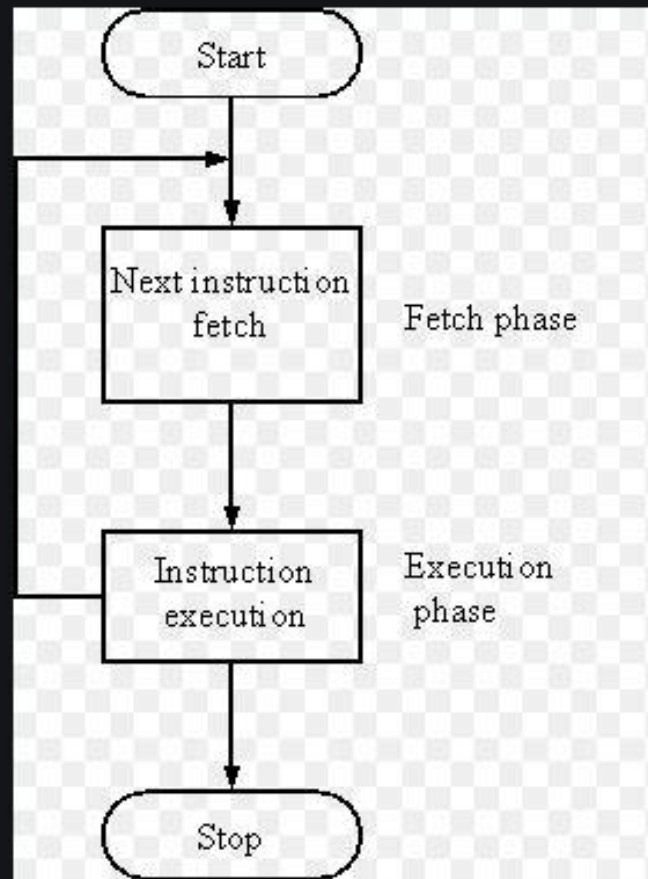 Start
Next instruction
fetch
Fetch phase
Instruction
execution
Execution
phase
Stop